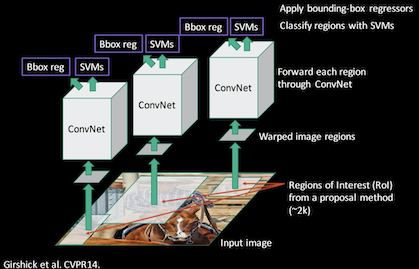 Apply bounding-box regressors
Bbox reg SVMs
Classify regions with SVMs
Bbox reg SVMs
Bbox reg SVMs
Forward each region
through ConvNet
ConvNet
ConvNet
ConvNet
Warped image regions
Regions of Interest (RoI)
from a proposal method
(~2k)
Input image
Girshick et al. CVPR14.